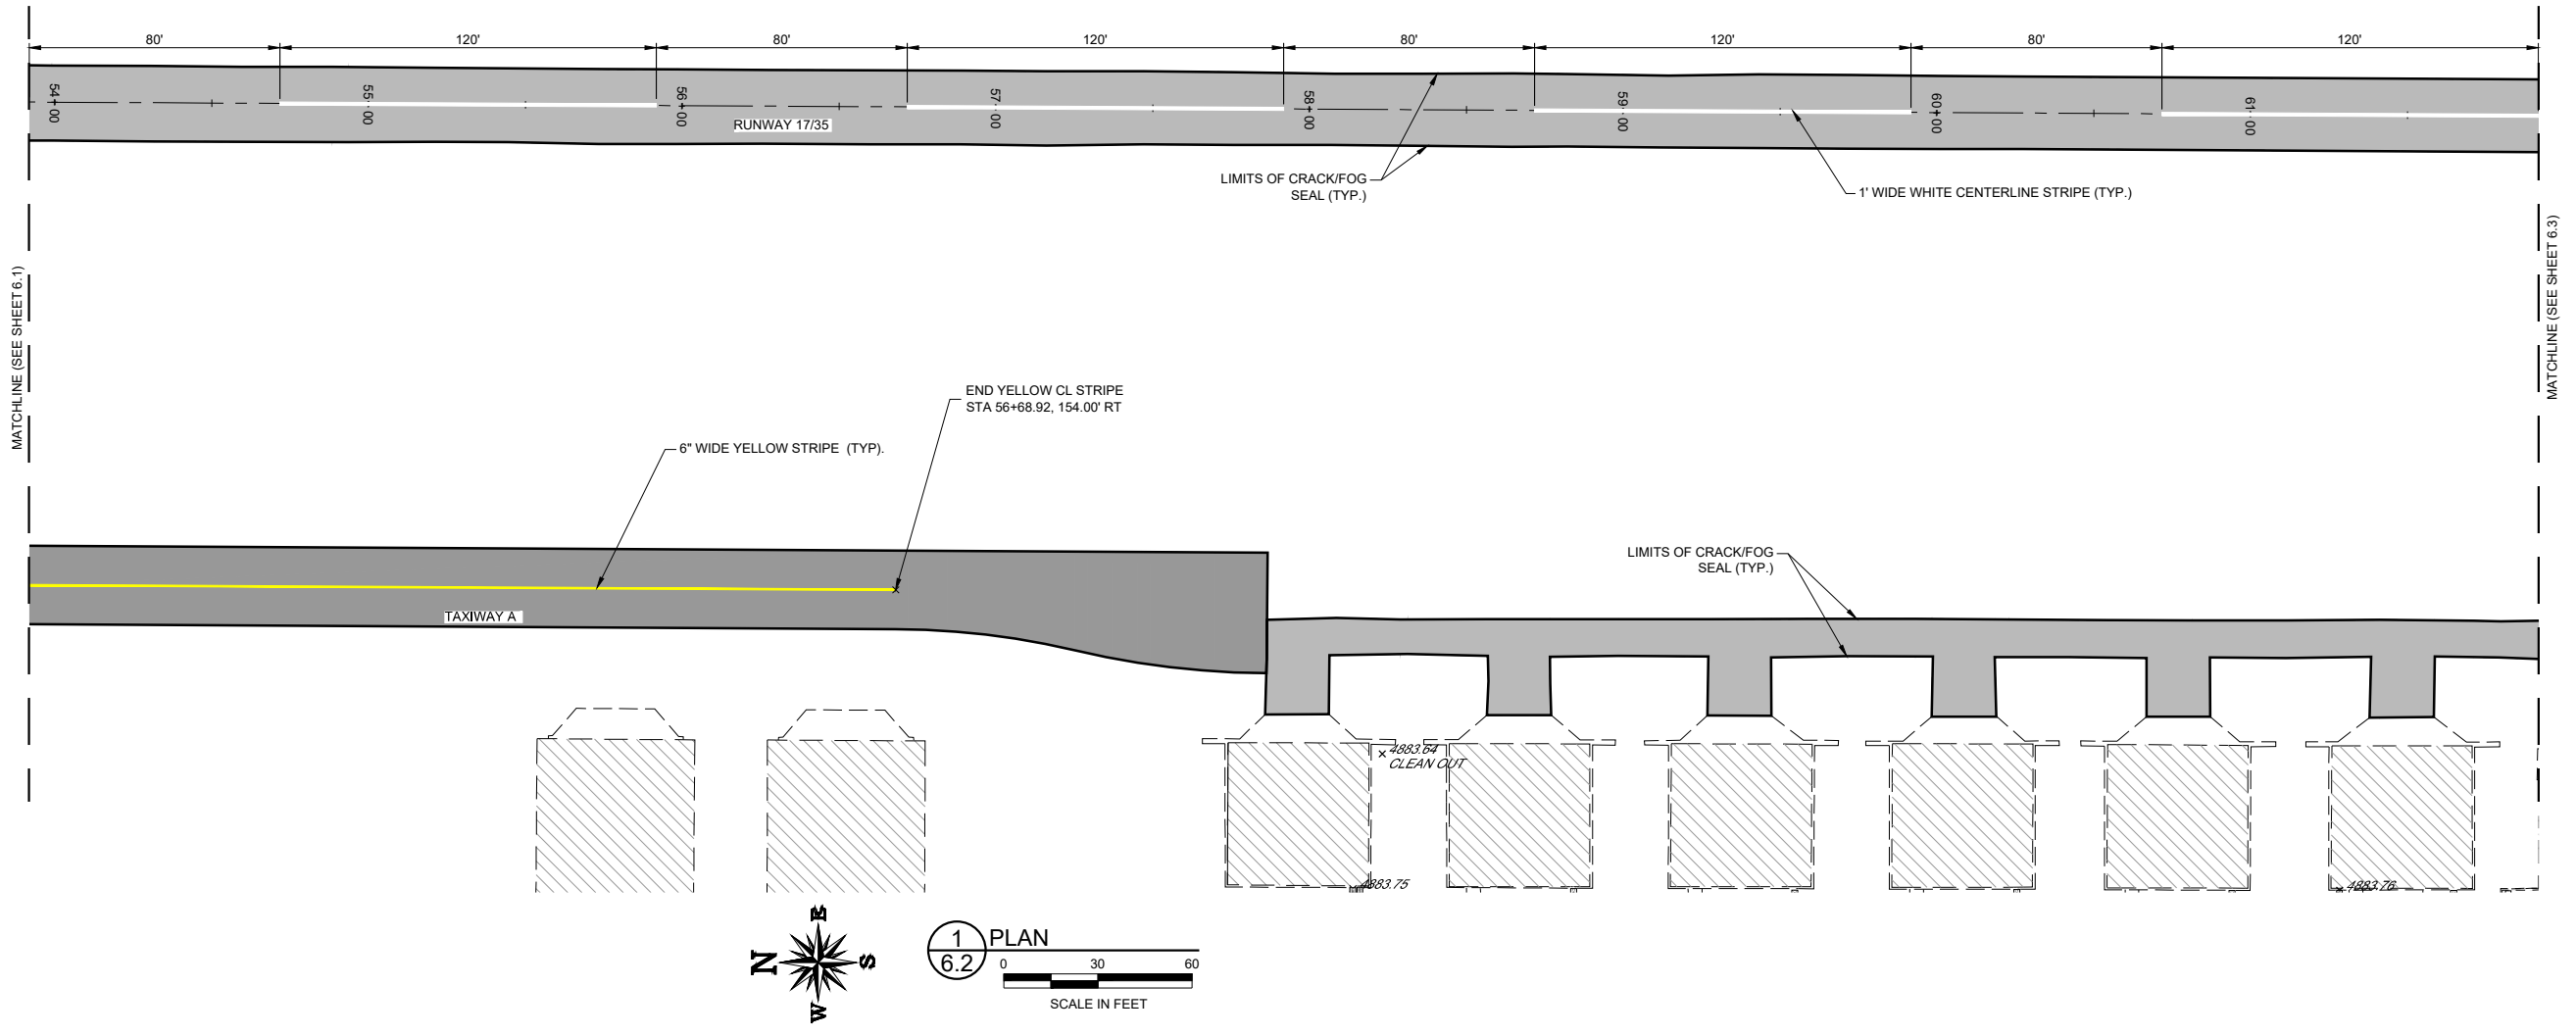 80' 120' 80' 120' 80' 120' 80' 120'
54+00 55+00 56+00 57+00 58+00 59+00 60+00 61+00
RUNWAY 17/35
LIMITS OF CRACK/FOG
SEAL (TYP.)
1' WIDE WHITE CENTERLINE STRIPE (TYP.)
MATCHLINE (SEE SHEET 6.1)
MATCHLINE (SEE SHEET 6.3)
END YELLOW CL STRIPE
STA 56+68.92, 154.00' RT
6" WIDE YELLOW STRIPE (TYP).
LIMITS OF CRACK/FOG
SEAL (TYP.)
TAXIWAY A
4883.64
CLEAN OUT
4883.75
4883.76
N E S W
1
6.2
PLAN
0 30 60
SCALE IN FEET